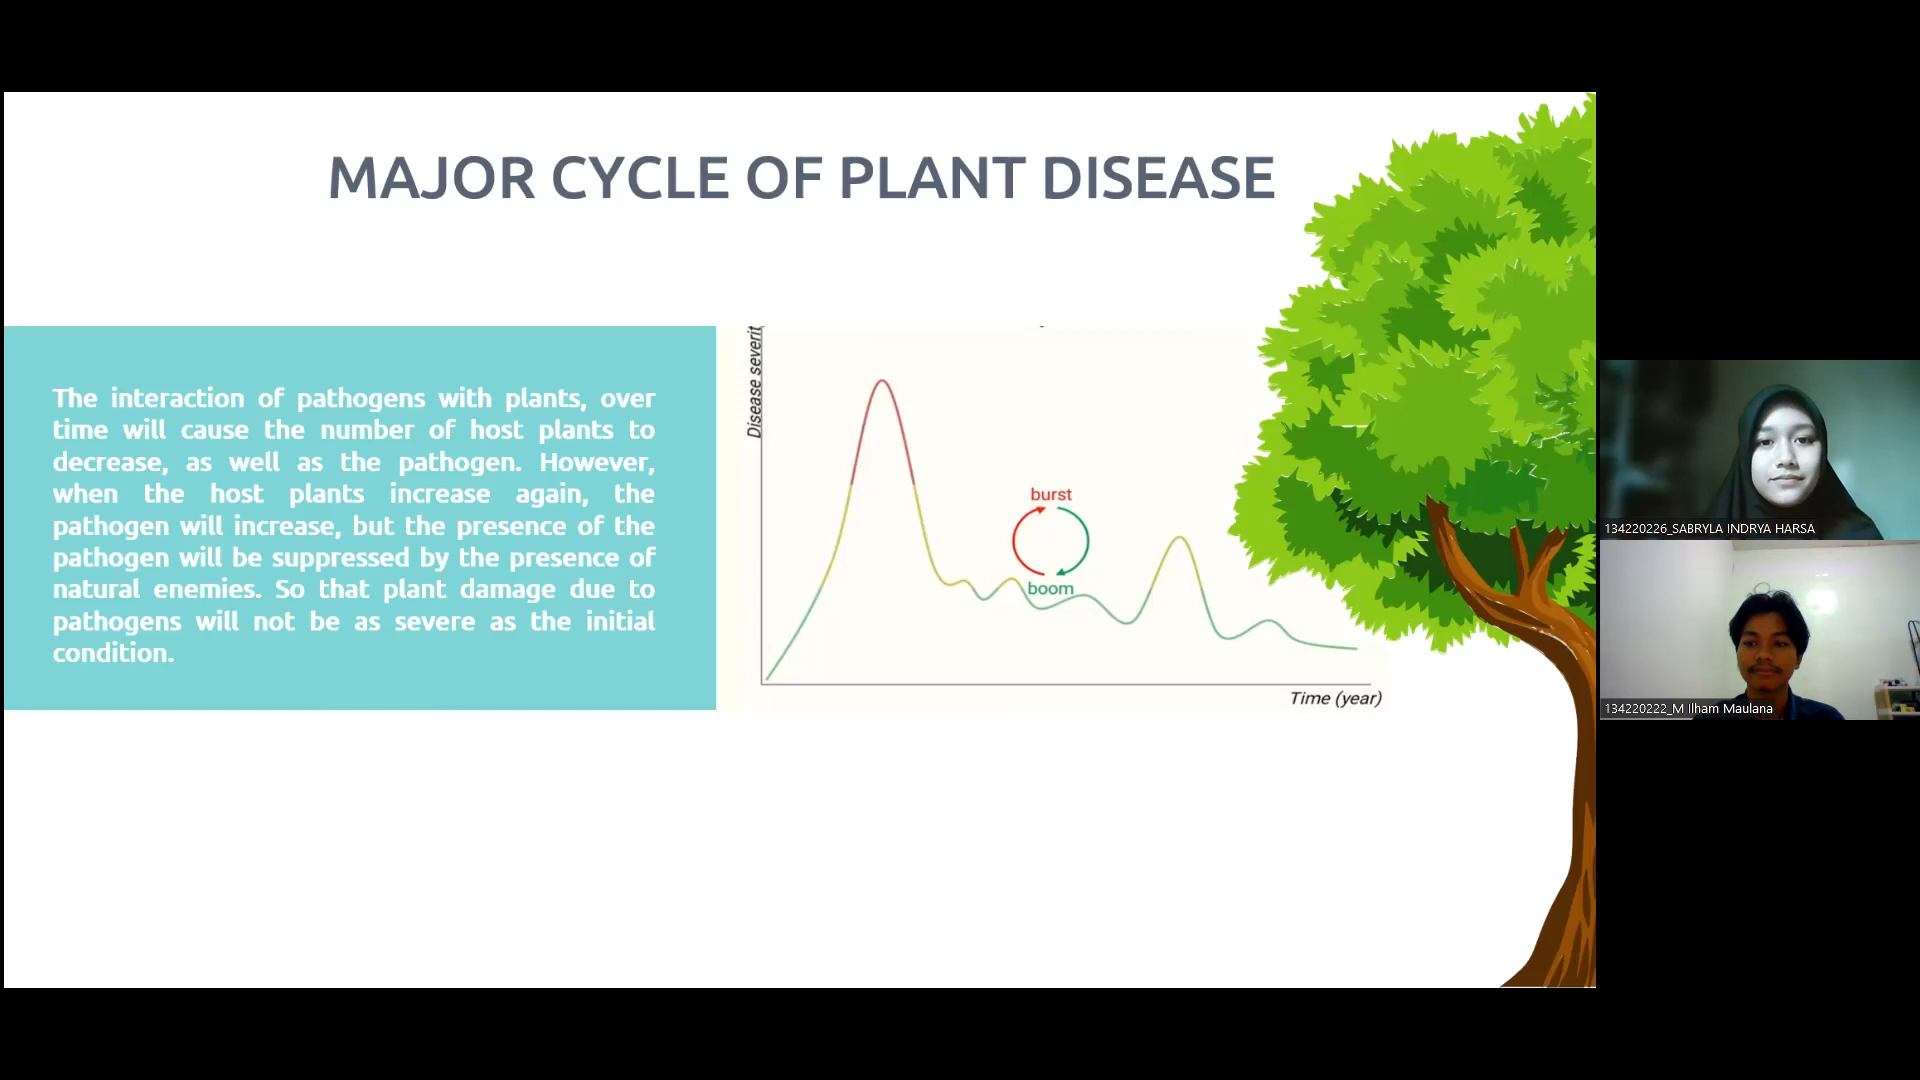 MAJOR CYCLE OF PLANT DISEASE
The interaction of pathogens with plants, over
time will cause the number of host plants to
decrease, as well as the pathogen. However,
when the host plants increase again, the
pathogen will increase, but the presence of the
pathogen will be suppressed by the presence of
natural enemies. So that plant damage due to
pathogens will not be as severe as the initial
condition.
Disease severit
burst
boom
Time (year)
134220226_SABRYLA INDRYA HARSA
134220222_M Ilham Maulana